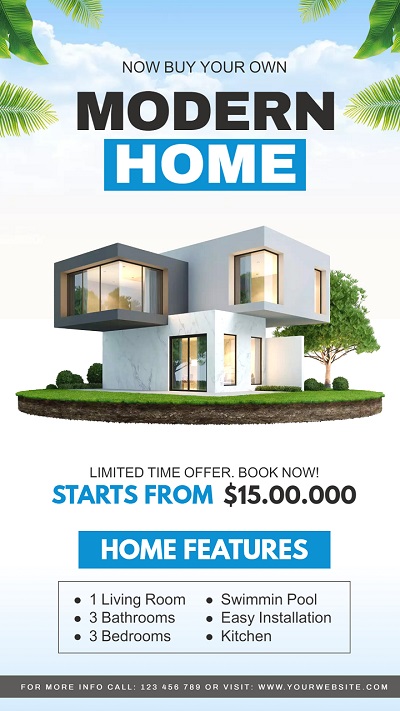 NOW BUY YOUR OWN
MODERN
HOME
LIMITED TIME OFFER. BOOK NOW!
STARTS FROM $15.00.000
HOME FEATURES
• 1 Living Room
• 3 Bathrooms
• 3 Bedrooms
• Swimmin Pool
• Easy Installation
• Kitchen
FOR MORE INFO CALL: 123 456 789 OR VISIT: WWW.YOURWEBSITE.COM